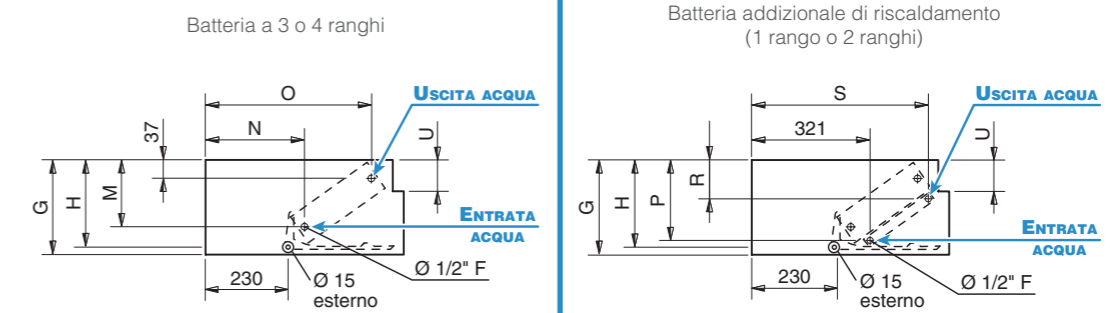 Batteria a 3 o 4 ranghi
O
USCITA ACQUA
N
37
U
G
H
M
ENTRATA
ACQUA
230
Ø 15
esterno
Ø 1/2" F
Batteria addizionale di riscaldamento
(1 rango o 2 ranghi)
S
USCITA ACQUA
321
U
G
H
P
R
ENTRATA
ACQUA
230
Ø 15
esterno
Ø 1/2" F